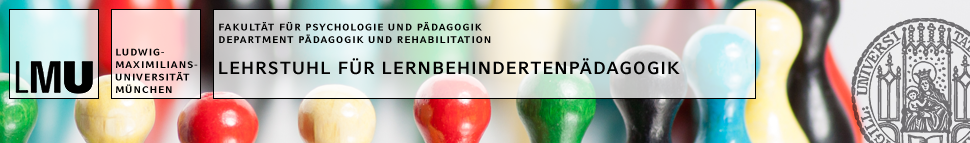 LMU
LUDWIG-
MAXIMILIANS-
UNIVERSITÄT
MÜNCHEN
FAKULTÄT FÜR PSYCHOLOGIE UND PÄDAGOGIK
DEPARTMENT PÄDAGOGIK UND REHABILITATION
LEHRSTUHL FÜR LERNBEHINDERTENPÄDAGOGIK